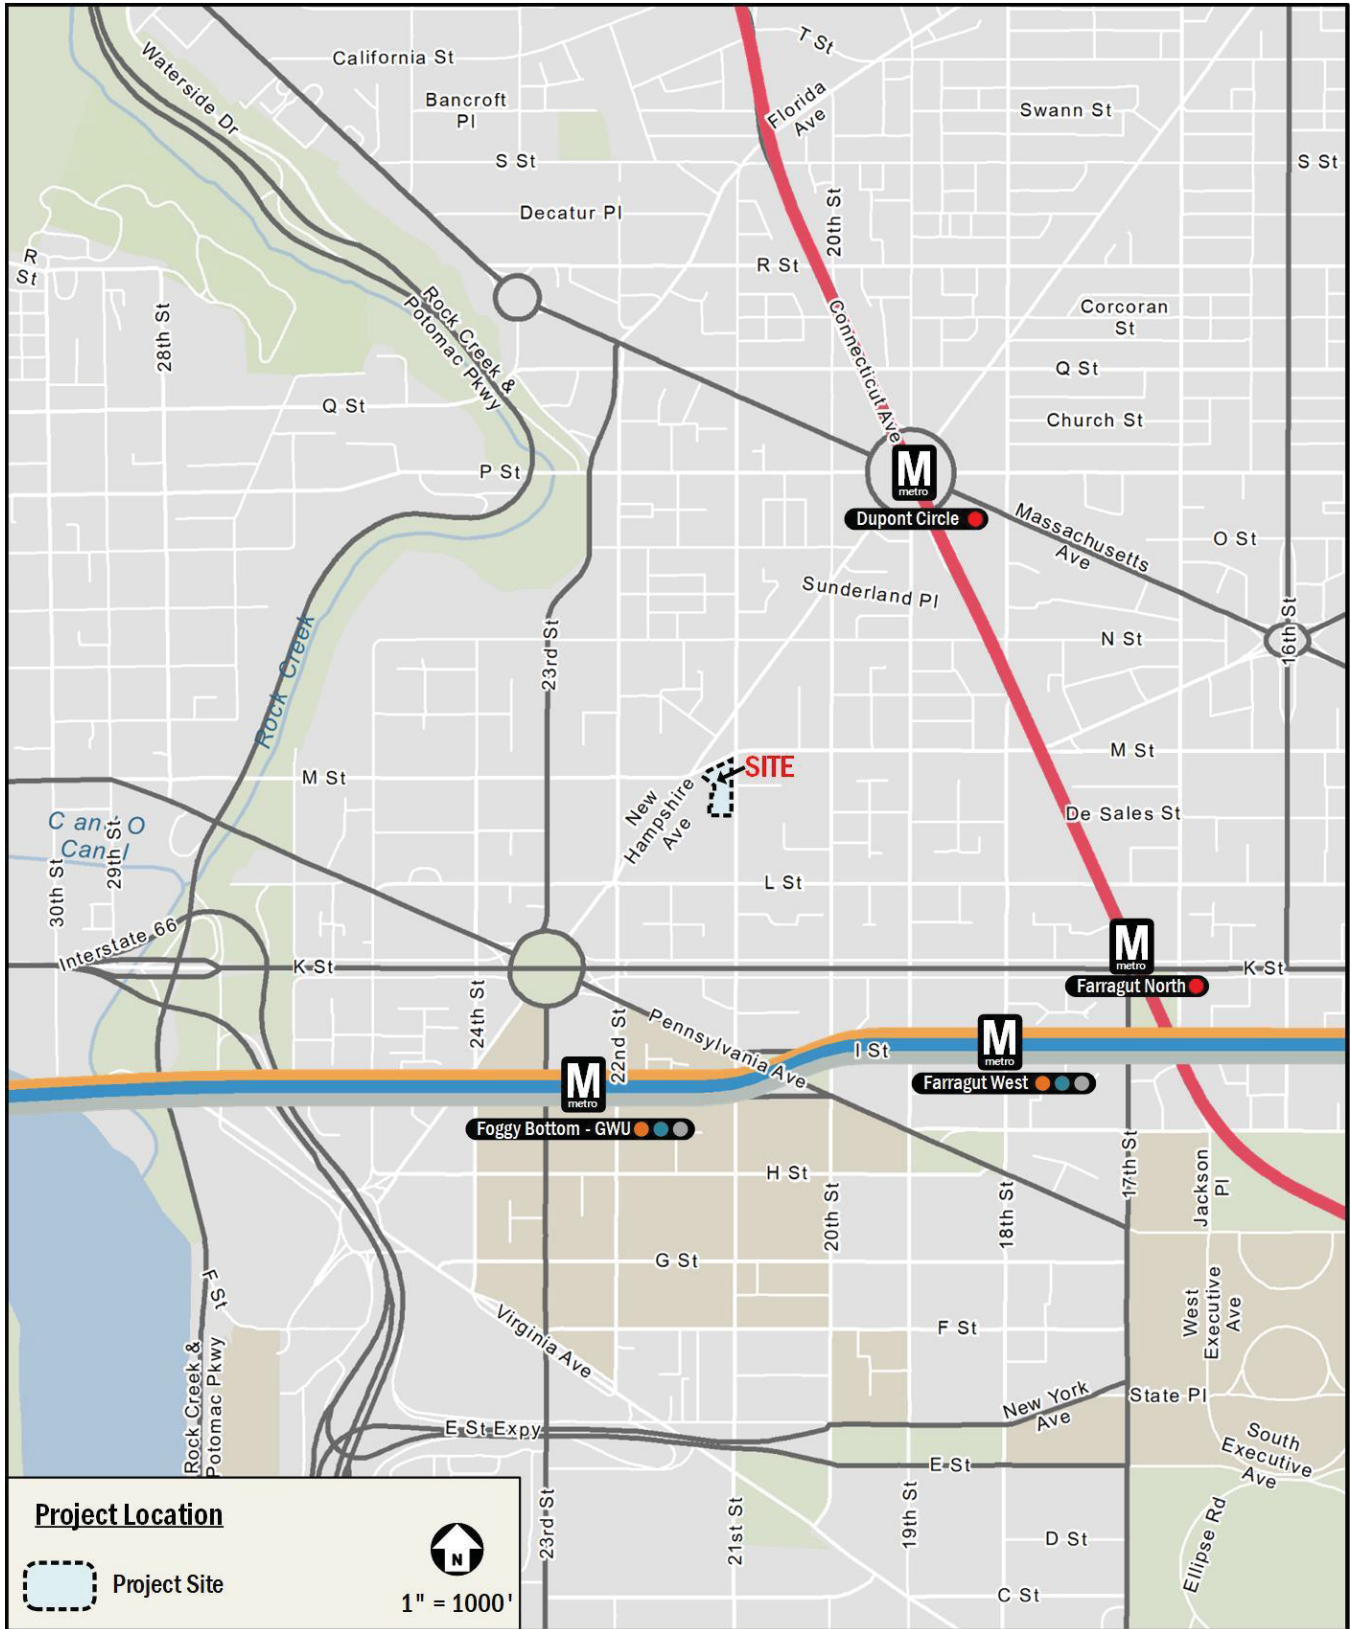 California St
T St
Waterside Dr
Bancroft
Pl
Florida
Ave
Swann St
S St
S St
Decatur Pl
20th St
R
St
R St
28th St
Rock Creek &
Potomac Pkwy
Connecticut Ave
Corcoran
St
Q St
Q St
Church St
P St
M
metro
Dupont Circle
Massachusetts
Ave
O St
Sunderland Pl
16th St
N St
23rd St
Rock Creek
SITE
M St
M St
New
Hampshire
Ave
De Sales St
C an O
Canal
29th St
30th St
L St
Interstate 66
K St
M
metro
Farragut North
K St
24th St
22nd St
Pennsylvania Ave
I St
M
metro
Farragut West
M
metro
Foggy Bottom - GWU
17th St
H St
20th St
18th St
Jackson
Pl
G St
F St
Virginia Ave
F St
West
Executive
Ave
Rock Creek &
Potomac Pkwy
New York
Ave
State Pl
E St Expy
South
Executive
Ave
E St
23rd St
21st St
19th St
D St
Ellipse Rd
C St
Project Location
Project Site
N
1" = 1000'